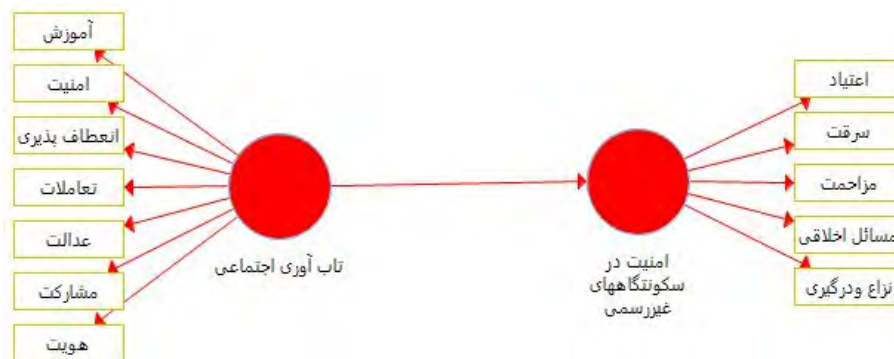 آموزش
امنیت
انعطاف پذیری
تعاملات
عدالت
مشارکت
هویت
تاب آوری اجتماعی
امنیت در
سکونتگاههای
غیررسمی
اعتیاد
سرقت
مزاحمت
مسائل اخلاقی
نزاع ودرگیری